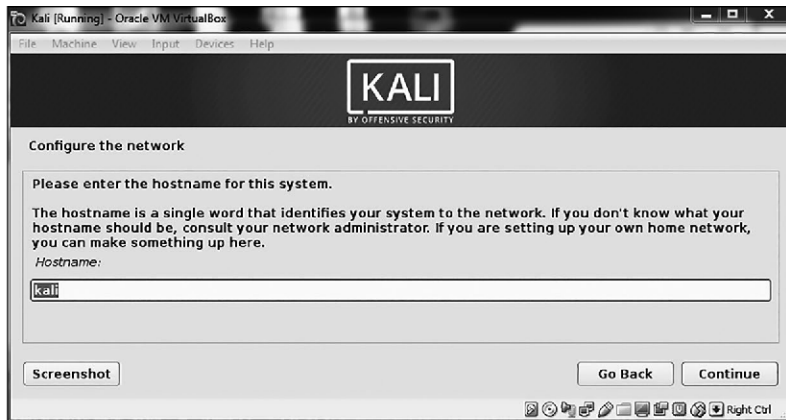 Kali [Running] - Oracle VM VirtualBox
File Machine View Input Devices Help
KALI
BY OFFENSIVE SECURITY
Configure the network
Please enter the hostname for this system.
The hostname is a single word that identifies your system to the network. If you don't know what your
hostname should be, consult your network administrator. If you are setting up your own home network,
you can make something up here.
Hostname:
kali
Screenshot
Go Back
Continue
Right Ctrl